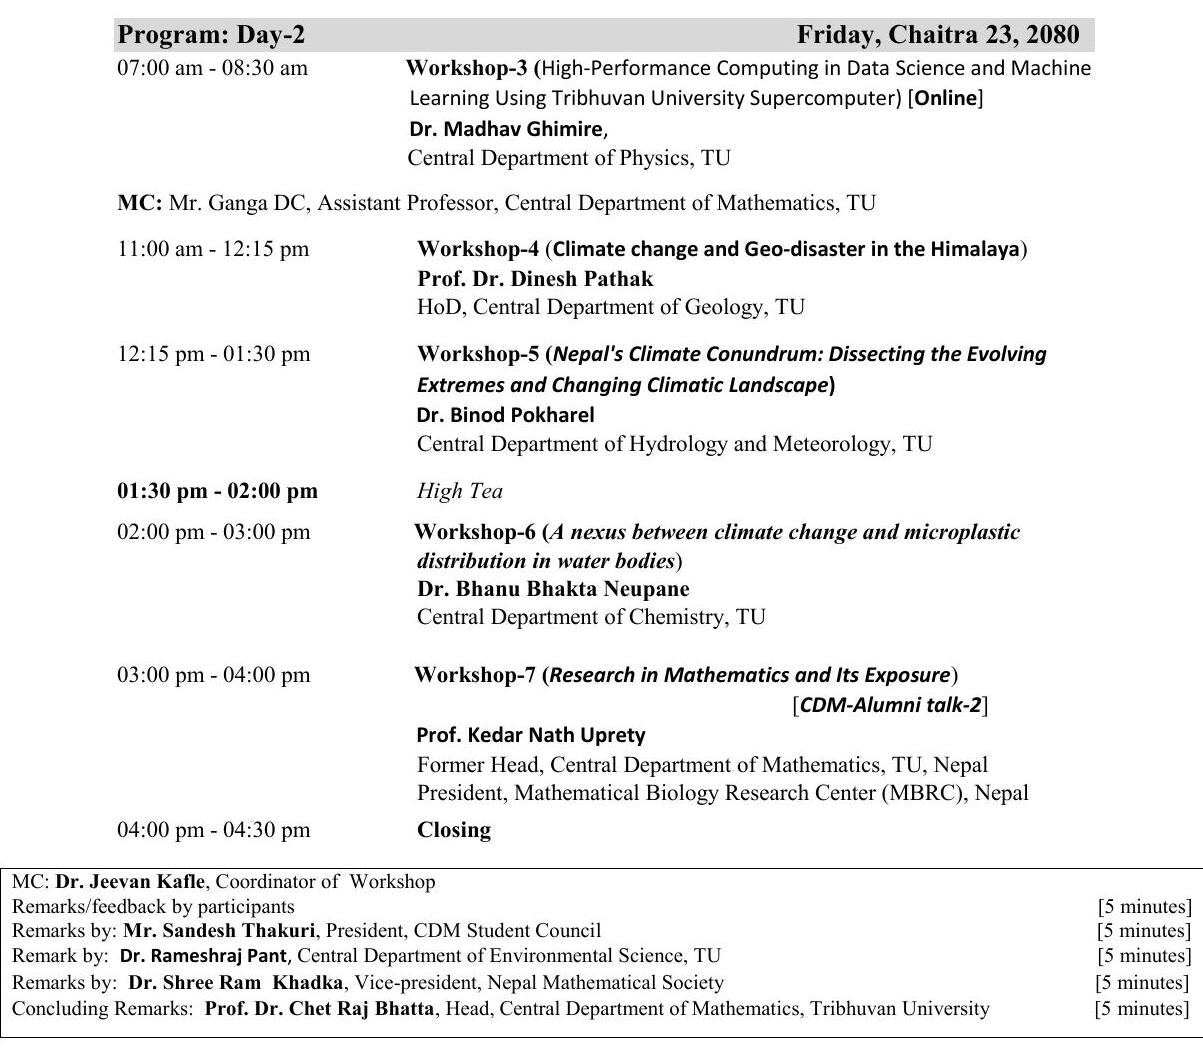 Program: Day-2 Friday, Chaitra 23, 2080
07:00 am - 08:30 am Workshop-3 (High-Performance Computing in Data Science and Machine
Learning Using Tribhuvan University Supercomputer) [Online]
Dr. Madhav Ghimire,
Central Department of Physics, TU
MC: Mr. Ganga DC, Assistant Professor, Central Department of Mathematics, TU
11:00 am - 12:15 pm Workshop-4 (Climate change and Geo-disaster in the Himalaya)
Prof. Dr. Dinesh Pathak
HoD, Central Department of Geology, TU
12:15 pm - 01:30 pm Workshop-5 (Nepal's Climate Conundrum: Dissecting the Evolving
Extremes and Changing Climatic Landscape)
Dr. Binod Pokharel
Central Department of Hydrology and Meteorology, TU
01:30 pm - 02:00 pm High Tea
02:00 pm - 03:00 pm Workshop-6 (A nexus between climate change and microplastic
distribution in water bodies)
Dr. Bhanu Bhakta Neupane
Central Department of Chemistry, TU
03:00 pm - 04:00 pm Workshop-7 (Research in Mathematics and Its Exposure)
[CDM-Alumni talk-2]
Prof. Kedar Nath Uprety
Former Head, Central Department of Mathematics, TU, Nepal
President, Mathematical Biology Research Center (MBRC), Nepal
04:00 pm - 04:30 pm Closing
MC: Dr. Jeevan Kafle, Coordinator of Workshop
Remarks/feedback by participants [5 minutes]
Remarks by: Mr. Sandesh Thakuri, President, CDM Student Council [5 minutes]
Remark by: Dr. Rameshraj Pant, Central Department of Environmental Science, TU [5 minutes]
Remarks by: Dr. Shree Ram Khadka, Vice-president, Nepal Mathematical Society [5 minutes]
Concluding Remarks: Prof. Dr. Chet Raj Bhatta, Head, Central Department of Mathematics, Tribhuvan University [5 minutes]